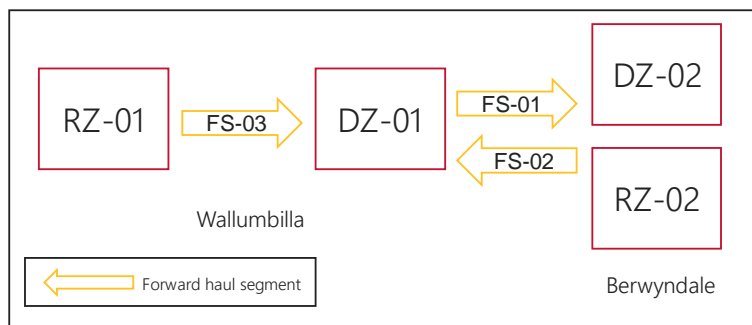 DZ-02
RZ-01
FS-03
DZ-01
FS-01
FS-02
RZ-02
Wallumbilla
Forward haul segment
Berwyndale